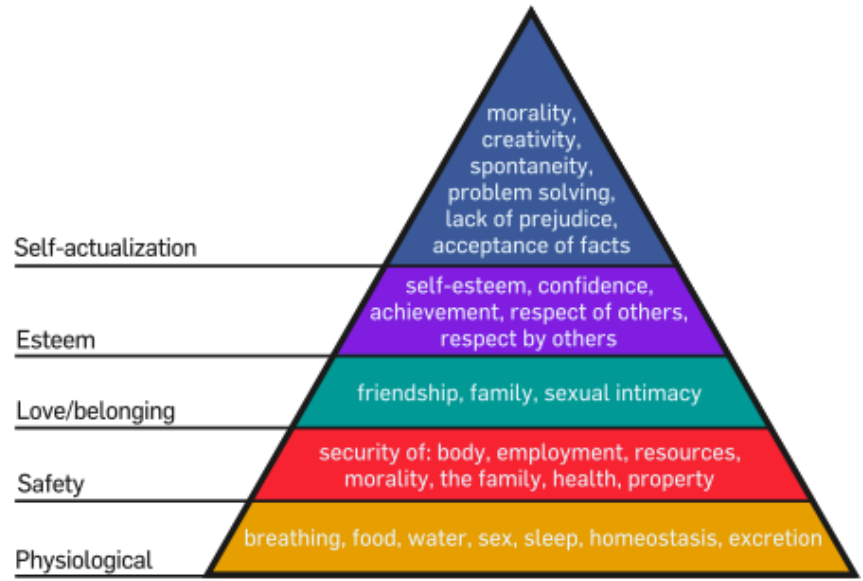 morality,
creativity,
spontaneity,
problem solving,
lack of prejudice,
acceptance of facts
Self-actualization
self-esteem, confidence,
achievement, respect of others,
respect by others
Esteem
friendship, family, sexual intimacy
Love/belonging
security of: body, employment, resources,
morality, the family, health, property
Safety
breathing, food, water, sex, sleep, homeostasis, excretion
Physiological